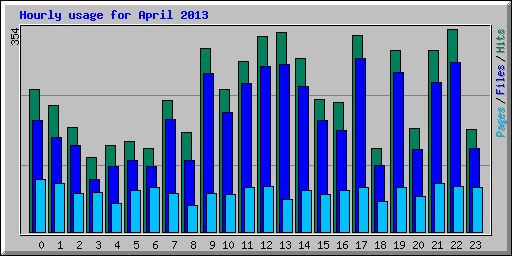 Hourly usage for April 2013
354
Pages/Files/Hits
0 1 2 3 4 5 6 7 8 9 10 11 12 13 14 15 16 17 18 19 20 21 22 23